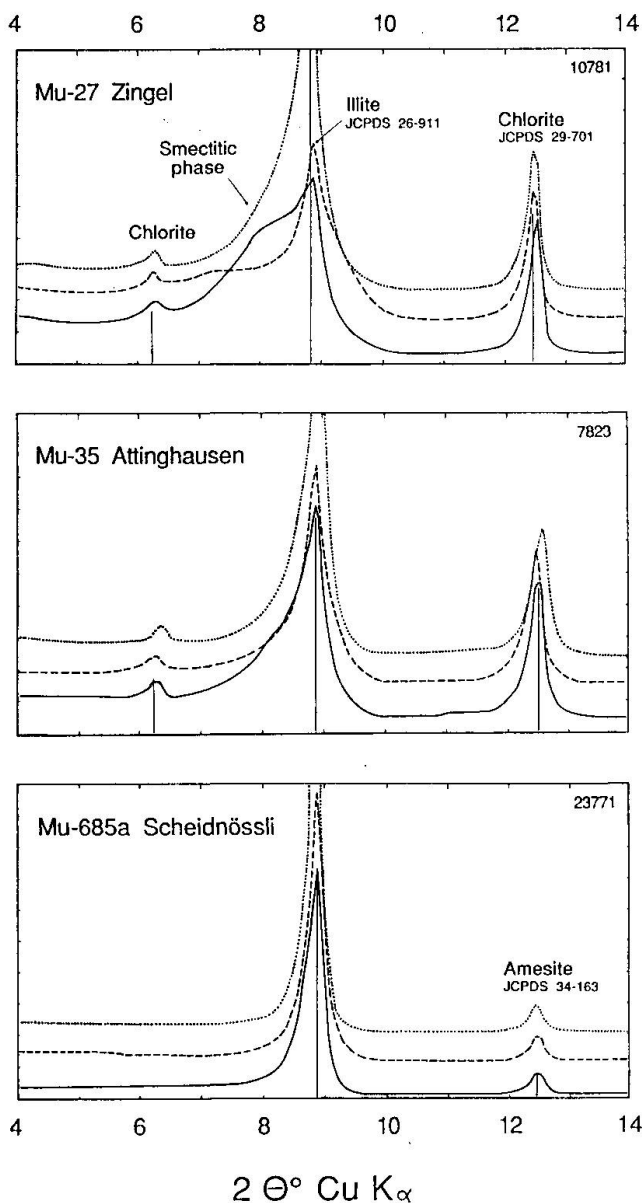 4 6 8 10 12 14
Mu-27 Zingel
10781
Illite
JCPDS 26-911
Chlorite
JCPDS 29-701
Smectitic
phase
Chlorite
Mu-35 Attinghausen
7823
Mu-685a Scheidnössli
23771
Amesite
JCPDS 34-163
4 6 8 10 12 14
2 Θ° Cu Kα